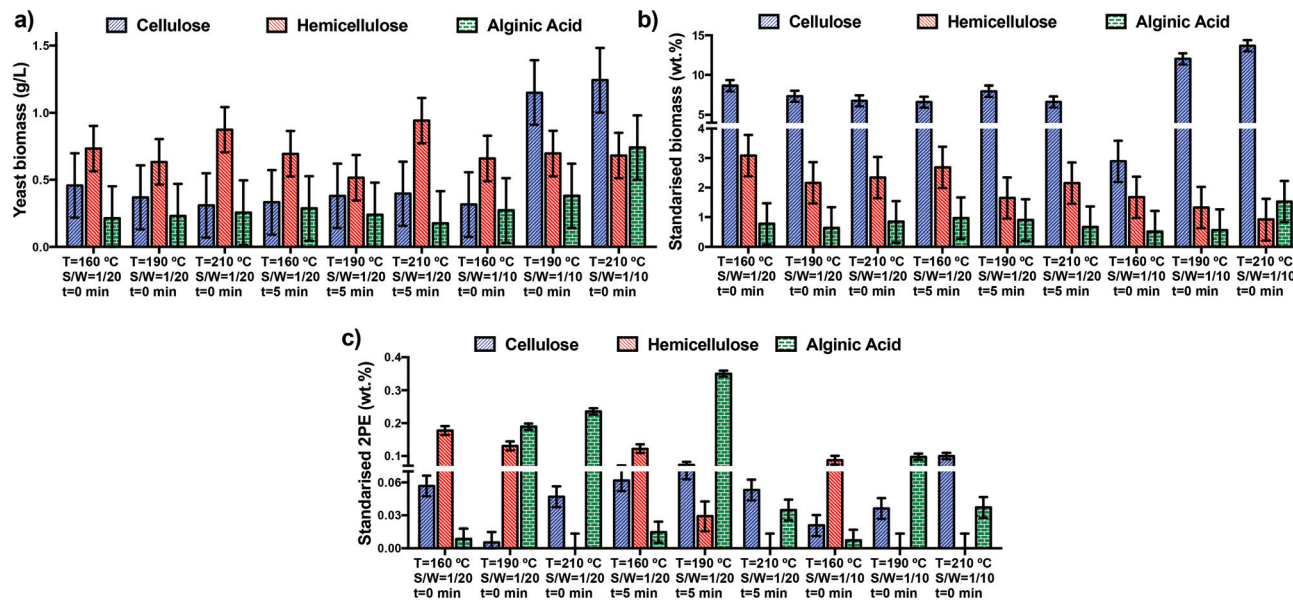 a)
Cellulose Hemicellulose Alginic Acid
Yeast biomass (g/L)
1.5
1.0
0.5
0.0
T=160 ºC T=190 ºC T=210 ºC T=160 ºC T=190 ºC T=210 ºC T=160 ºC T=190 ºC T=210 ºC
S/W=1/20 S/W=1/20 S/W=1/20 S/W=1/20 S/W=1/20 S/W=1/20 S/W=1/10 S/W=1/10 S/W=1/10
t=0 min t=0 min t=0 min t=5 min t=5 min t=5 min t=0 min t=0 min t=0 min
b)
Cellulose Hemicellulose Alginic Acid
Standarised biomass (wt.%)
15
10
5
4
3
2
1
0
T=160 ºC T=190 ºC T=210 ºC T=160 ºC T=190 ºC T=210 ºC T=160 ºC T=190 ºC T=210 ºC
S/W=1/20 S/W=1/20 S/W=1/20 S/W=1/20 S/W=1/20 S/W=1/20 S/W=1/10 S/W=1/10 S/W=1/10
t=0 min t=0 min t=0 min t=5 min t=5 min t=5 min t=0 min t=0 min t=0 min
c)
Cellulose Hemicellulose Alginic Acid
Standarised 2PE (wt.%)
0.4
0.3
0.2
0.1
0.06
0.03
0.00
T=160 ºC T=190 ºC T=210 ºC T=160 ºC T=190 ºC T=210 ºC T=160 ºC T=190 ºC T=210 ºC
S/W=1/20 S/W=1/20 S/W=1/20 S/W=1/20 S/W=1/20 S/W=1/20 S/W=1/10 S/W=1/10 S/W=1/10
t=0 min t=0 min t=0 min t=5 min t=5 min t=5 min t=0 min t=0 min t=0 min